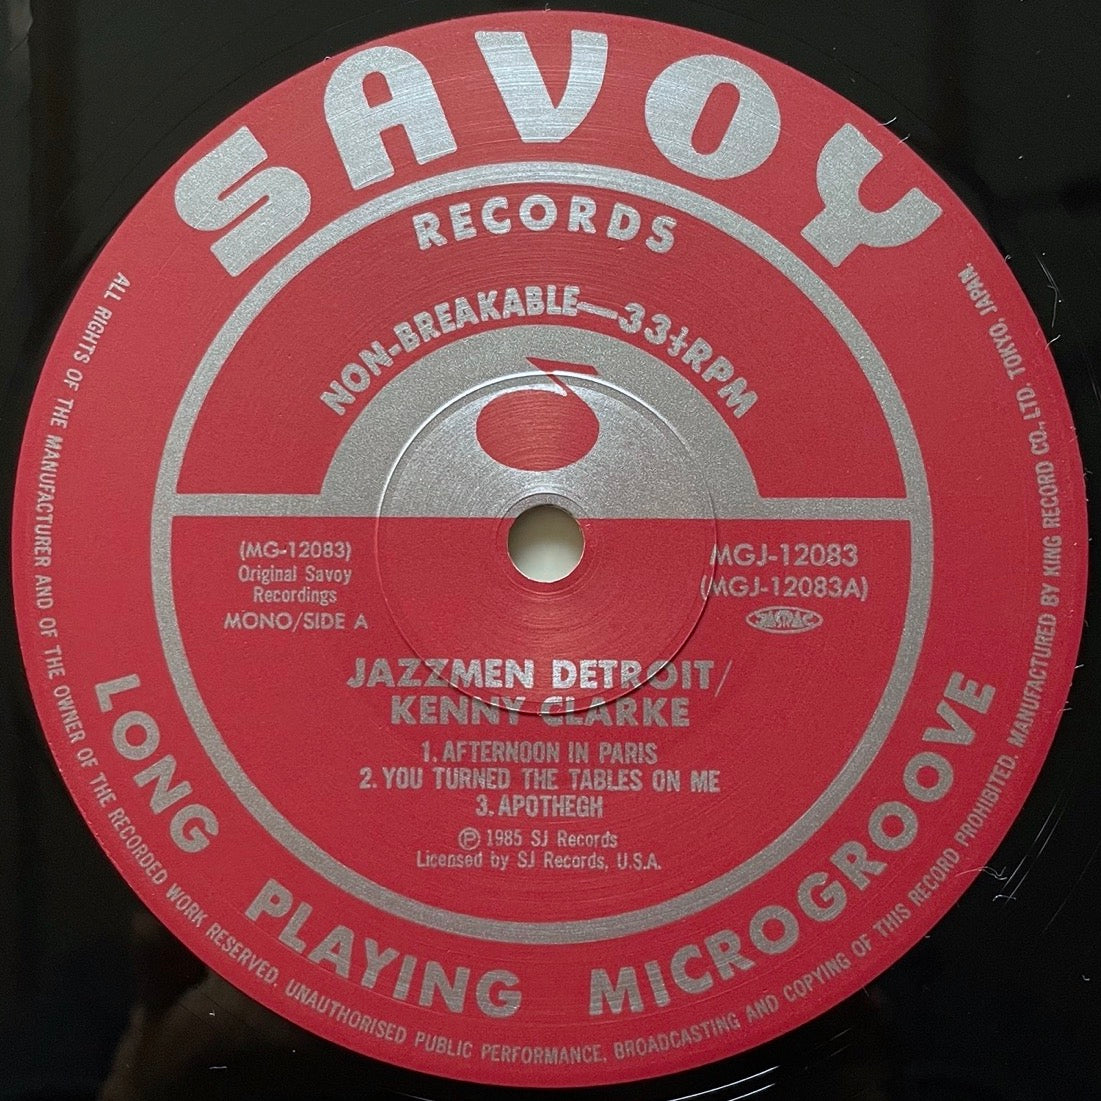 SAVOY
RECORDS
NON-BREAKABLE—33⅓RPM
(MG-12083)
Original Savoy
Recordings
MONO/SIDE A
MGJ-12083
(MGJ-12083A)
JASRAC
JAZZMEN DETROIT/
KENNY CLARKE
1. AFTERNOON IN PARIS
2. YOU TURNED THE TABLES ON ME
3. APOTHEGH
Ⓟ 1985 SJ Records
Licensed by SJ Records, U.S.A.
LONG PLAYING MICROGROOVE
ALL RIGHTS OF THE MANUFACTURER AND OF THE OWNER OF THE RECORDED WORK RESERVED. UNAUTHORISED PUBLIC PERFORMANCE, BROADCASTING AND COPYING OF THIS RECORD PROHIBITED. MANUFACTURED BY KING RECORD CO., LTD. TOKYO, JAPAN.